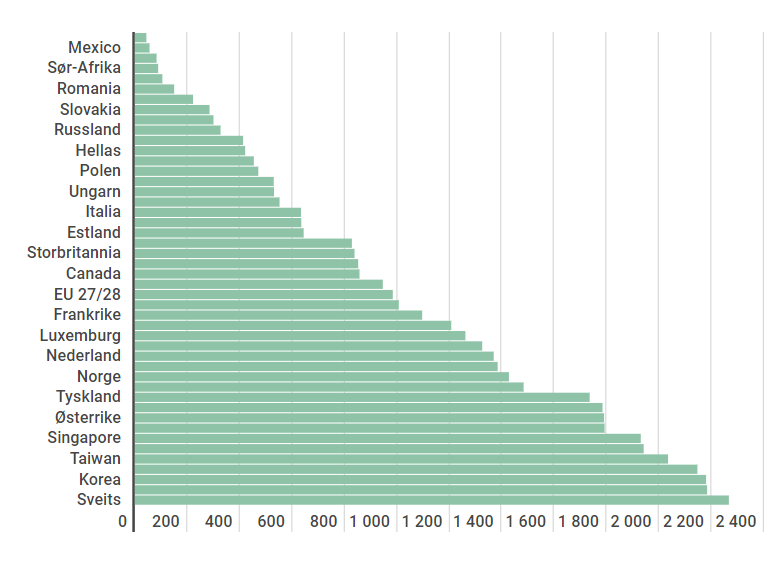 Mexico
Sør-Afrika
Romania
Slovakia
Russland
Hellas
Polen
Ungarn
Italia
Estland
Storbritannia
Canada
EU 27/28
Frankrike
Luxemburg
Nederland
Norge
Tyskland
Østerrike
Singapore
Taiwan
Korea
Sveits
0 200 400 600 800 1 000 1 200 1 400 1 600 1 800 2 000 2 200 2 400